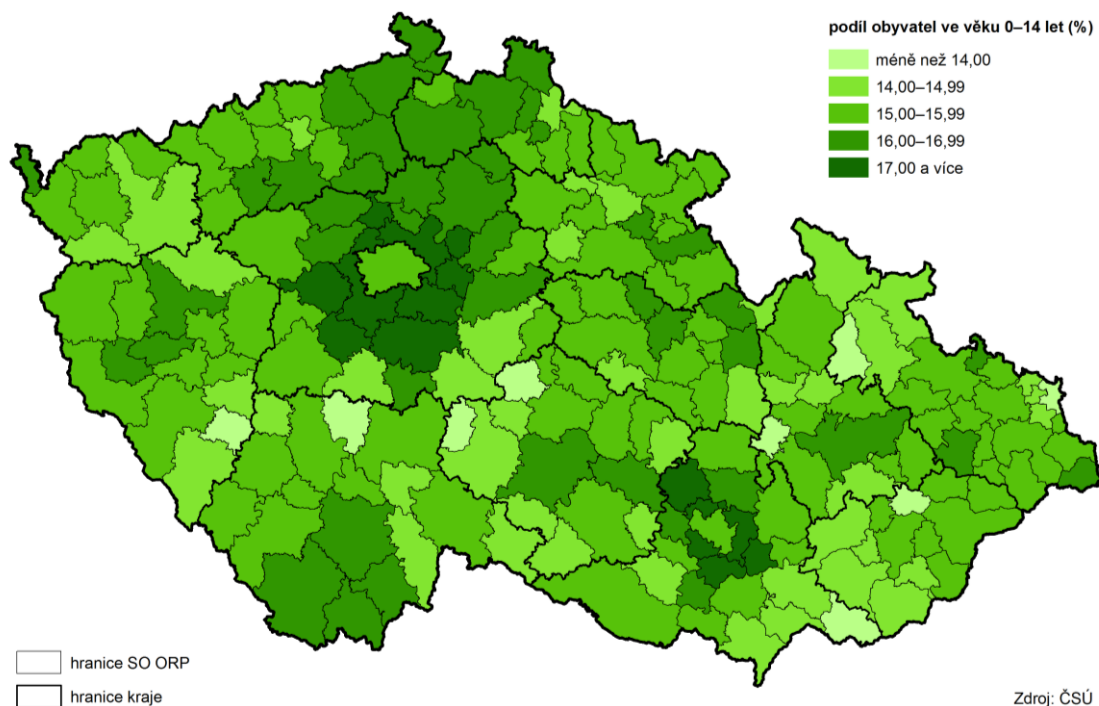 podíl obyvatel ve věku 0–14 let (%)
méně než 14,00
14,00–14,99
15,00–15,99
16,00–16,99
17,00 a více
hranice SO ORP
hranice kraje
Zdroj: ČSÚ